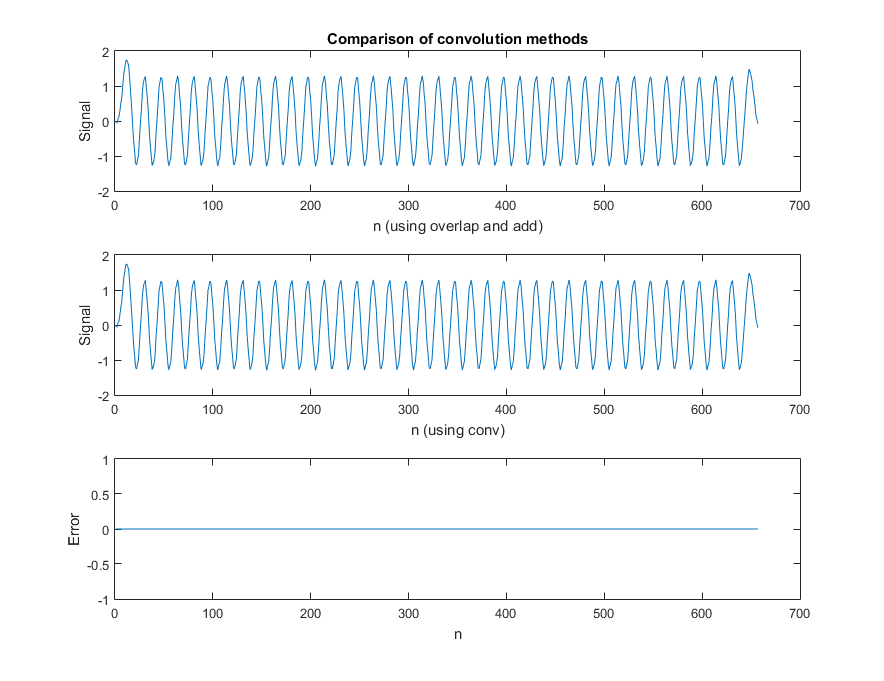 Comparison of convolution methods
2
1
0
-1
-2
Signal
0 100 200 300 400 500 600 700
n (using overlap and add)
2
1
0
-1
-2
Signal
0 100 200 300 400 500 600 700
n (using conv)
1
0.5
0
-0.5
-1
Error
0 100 200 300 400 500 600 700
n